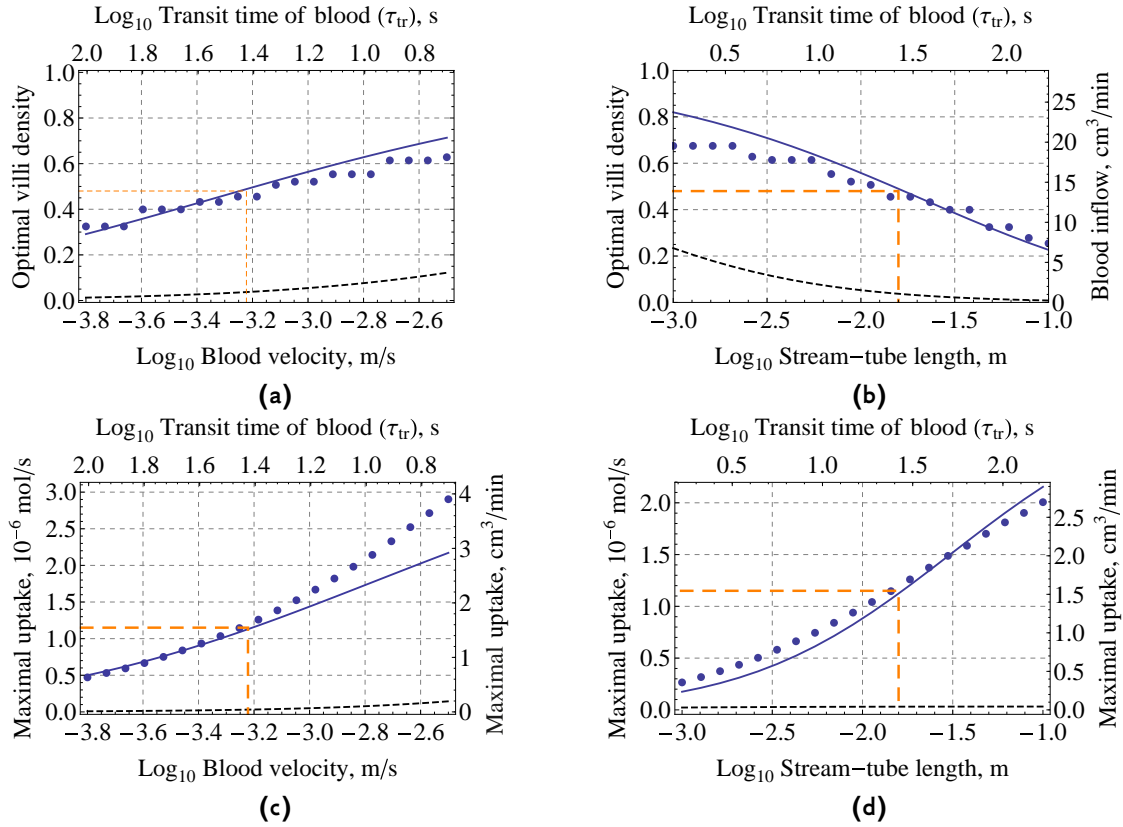 Log₁₀ Transit time of blood (τtr), s
2.0 1.8 1.6 1.4 1.2 1.0 0.8
Optimal villi density
1.0
0.8
0.6
0.4
0.2
0.0
−3.8 −3.6 −3.4 −3.2 −3.0 −2.8 −2.6
Log₁₀ Blood velocity, m/s
(a)
Log₁₀ Transit time of blood (τtr), s
0.5 1.0 1.5 2.0
Optimal villi density
1.0
0.8
0.6
0.4
0.2
0.0
25
20
15
10
5
0
Blood inflow, cm³/min
−3.0 −2.5 −2.0 −1.5 −1.0
Log₁₀ Stream−tube length, m
(b)
Log₁₀ Transit time of blood (τtr), s
2.0 1.8 1.6 1.4 1.2 1.0 0.8
Maximal uptake, 10⁻⁶ mol/s
3.0
2.5
2.0
1.5
1.0
0.5
0.0
4
3
2
1
0
Maximal uptake, cm³/min
−3.8 −3.6 −3.4 −3.2 −3.0 −2.8 −2.6
Log₁₀ Blood velocity, m/s
(c)
Log₁₀ Transit time of blood (τtr), s
0.5 1.0 1.5 2.0
Maximal uptake, 10⁻⁶ mol/s
2.0
1.5
1.0
0.5
0.0
2.5
2.0
1.5
1.0
0.5
0.0
Maximal uptake, cm³/min
−3.0 −2.5 −2.0 −1.5 −1.0
Log₁₀ Stream−tube length, m
(d)